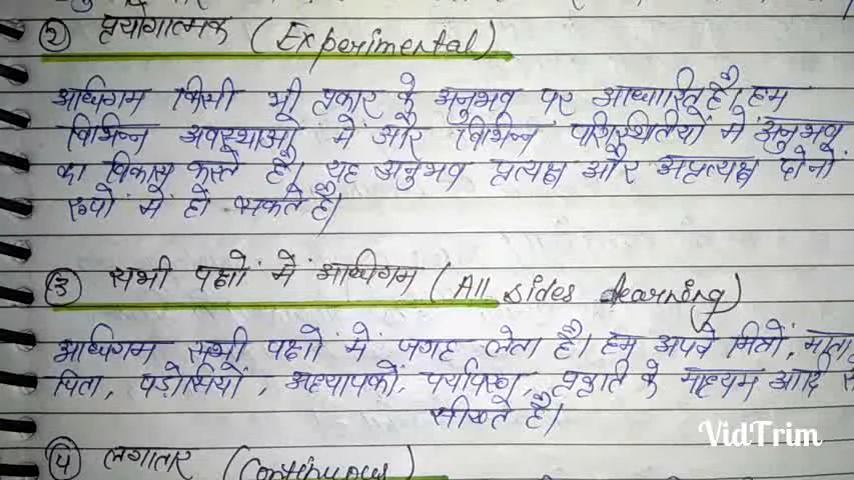 ② प्रयोगात्मक (Experimental)
अधिगम किसी भी प्रकार के अनुभव पर आधारित है। हम
विभिन्न अवस्थाओं में और विभिन्न परिस्थितीयों में अनुभव
का विकास करते है। यह अनुभव प्रत्यक्ष और अप्रत्यक्ष दोनों
रूपों में हो सकते है।
③ सभी पक्षों में अधिगम (All sides learning)
अधिगम सभी पक्षों में जगह लेता है। हम अपने मित्रों, माता
पिता, पड़ोसियों, अध्यापकों, पर्यावरण, प्रकृति के माध्यम आदि
सीखते है।
④ लगातार (Continuous)
VidTrim